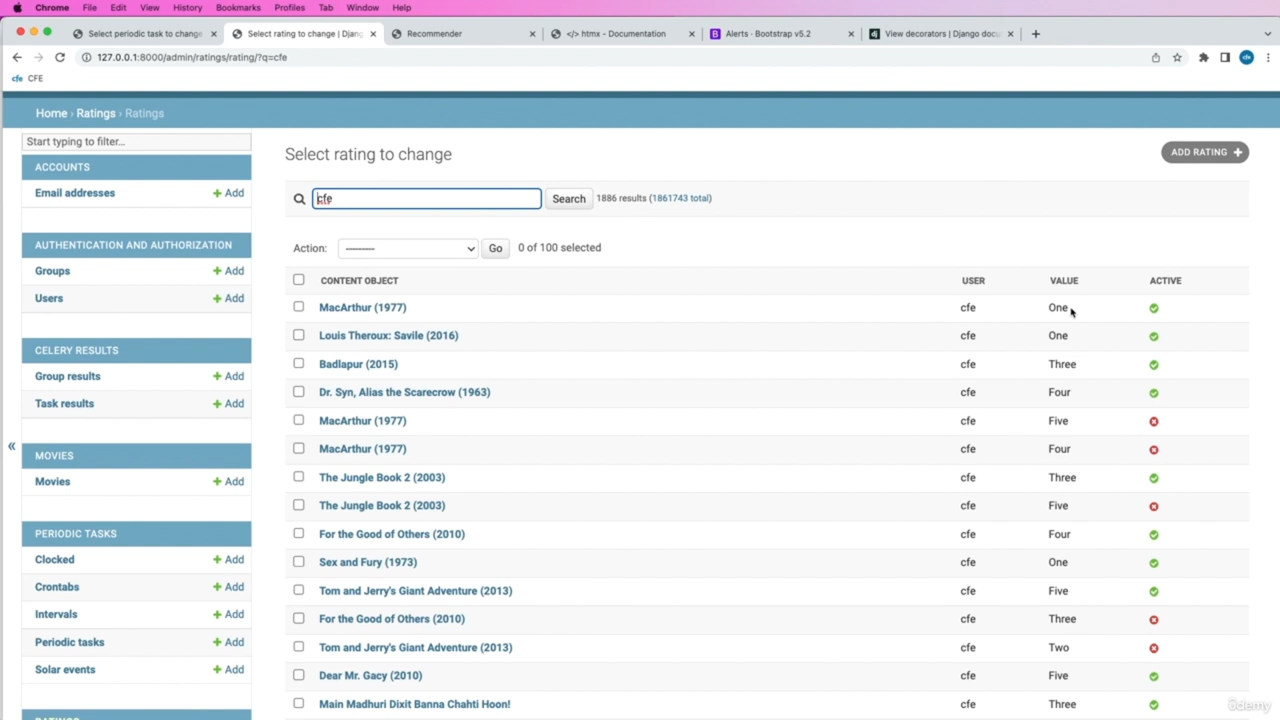 Chrome File Edit View History Bookmarks Profiles Tab Window Help
Select periodic task to change Select rating to change | Djang Recommender </> htmx - Documentation Alerts · Bootstrap v5.2 View decorators | Django docu
127.0.0.1:8000/admin/ratings/rating/?q=cfe
cfe CFE
Home › Ratings › Ratings
Start typing to filter...
ACCOUNTS
Email addresses + Add
AUTHENTICATION AND AUTHORIZATION
Groups + Add
Users + Add
CELERY RESULTS
Group results + Add
Task results + Add
MOVIES
Movies + Add
PERIODIC TASKS
Clocked + Add
Crontabs + Add
Intervals + Add
Periodic tasks + Add
Solar events + Add
RATINGS
«
Select rating to change
ADD RATING +
cfe Search 1886 results (1861743 total)
Action: --------- Go 0 of 100 selected
CONTENT OBJECT USER VALUE ACTIVE
MacArthur (1977) cfe One
Louis Theroux: Savile (2016) cfe One
Badlapur (2015) cfe Three
Dr. Syn, Alias the Scarecrow (1963) cfe Four
MacArthur (1977) cfe Five
MacArthur (1977) cfe Four
The Jungle Book 2 (2003) cfe Three
The Jungle Book 2 (2003) cfe Five
For the Good of Others (2010) cfe Four
Sex and Fury (1973) cfe One
Tom and Jerry's Giant Adventure (2013) cfe Five
For the Good of Others (2010) cfe Three
Tom and Jerry's Giant Adventure (2013) cfe Two
Dear Mr. Gacy (2010) cfe Five
Main Madhuri Dixit Banna Chahti Hoon! cfe Three
ûdemy